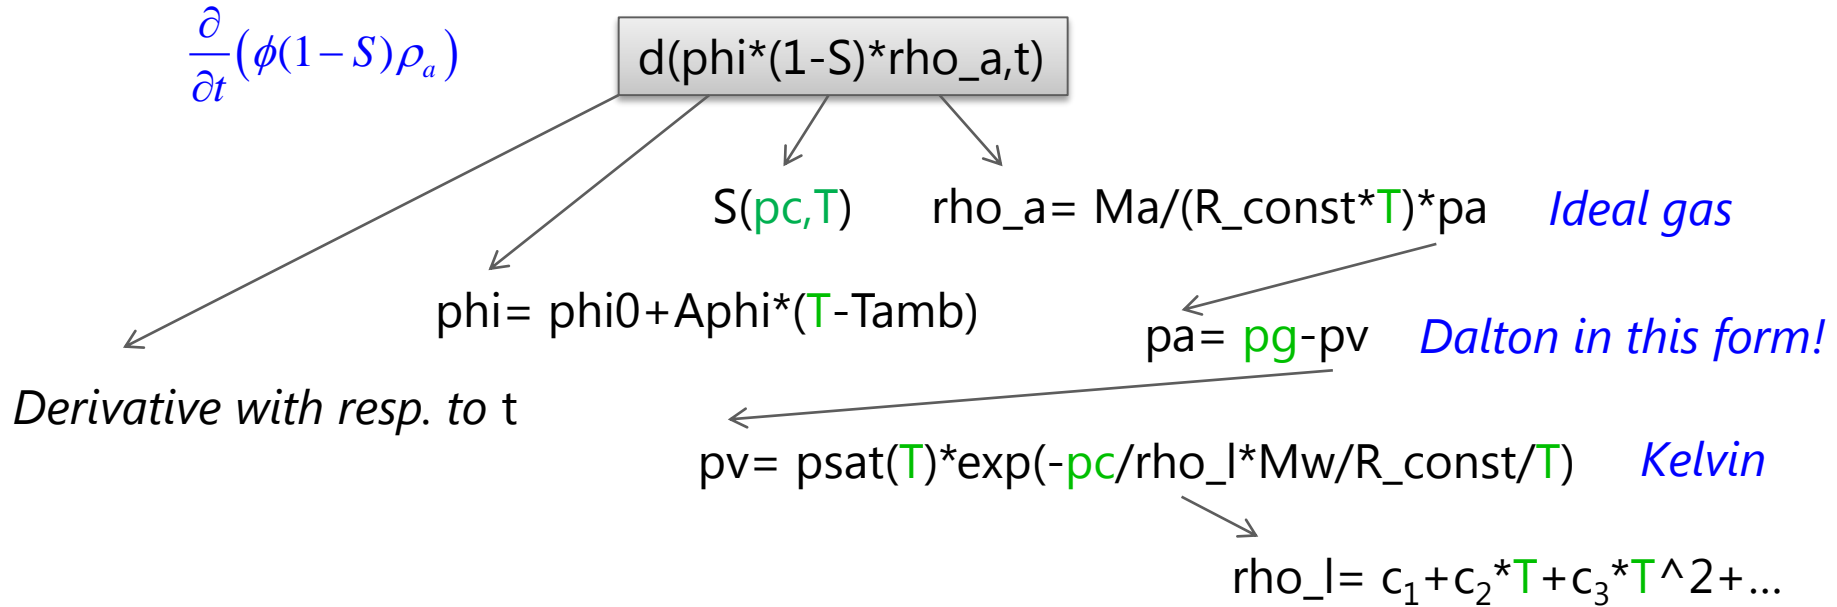 ∂/∂t(ϕ(1−S)ρₐ)
d(phi*(1-S)*rho_a,t)
S(pc,T)
rho_a= Ma/(R_const*T)*pa
Ideal gas
phi= phi0+Aphi*(T-Tamb)
pa= pg-pv
Dalton in this form!
Derivative with resp. to t
pv= psat(T)*exp(-pc/rho_l*Mw/R_const/T)
Kelvin
rho_l= c₁+c₂*T+c₃*T^2+...